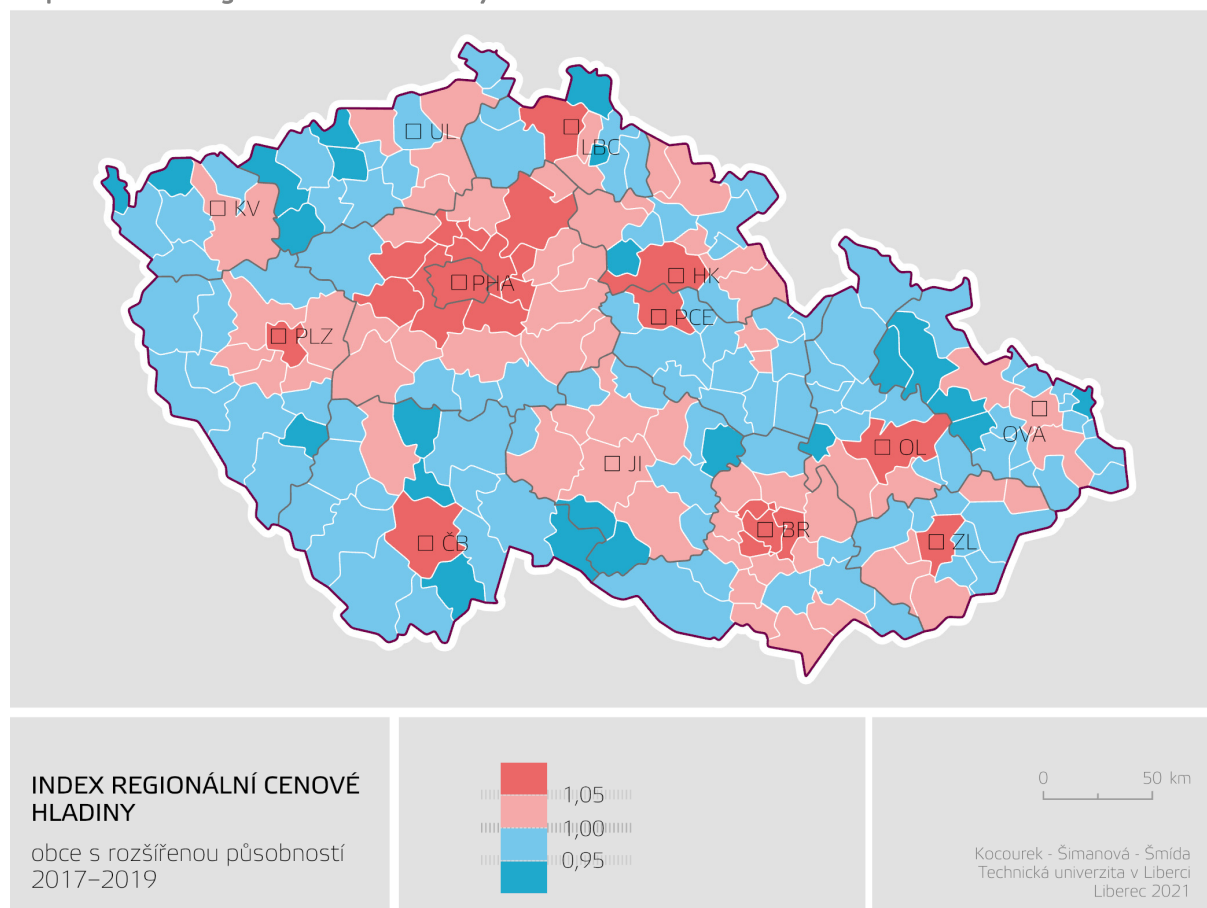 UL
LBC
KV
PHA
HK
PCE
PLZ
OVA
OL
JI
BR
ČB
ZL
INDEX REGIONÁLNÍ CENOVÉ
HLADINY
obce s rozšířenou působností
2017–2019
1,05
1,00
0,95
0 50 km
Kocourek - Šimanová - Šmída
Technická univerzita v Liberci
Liberec 2021